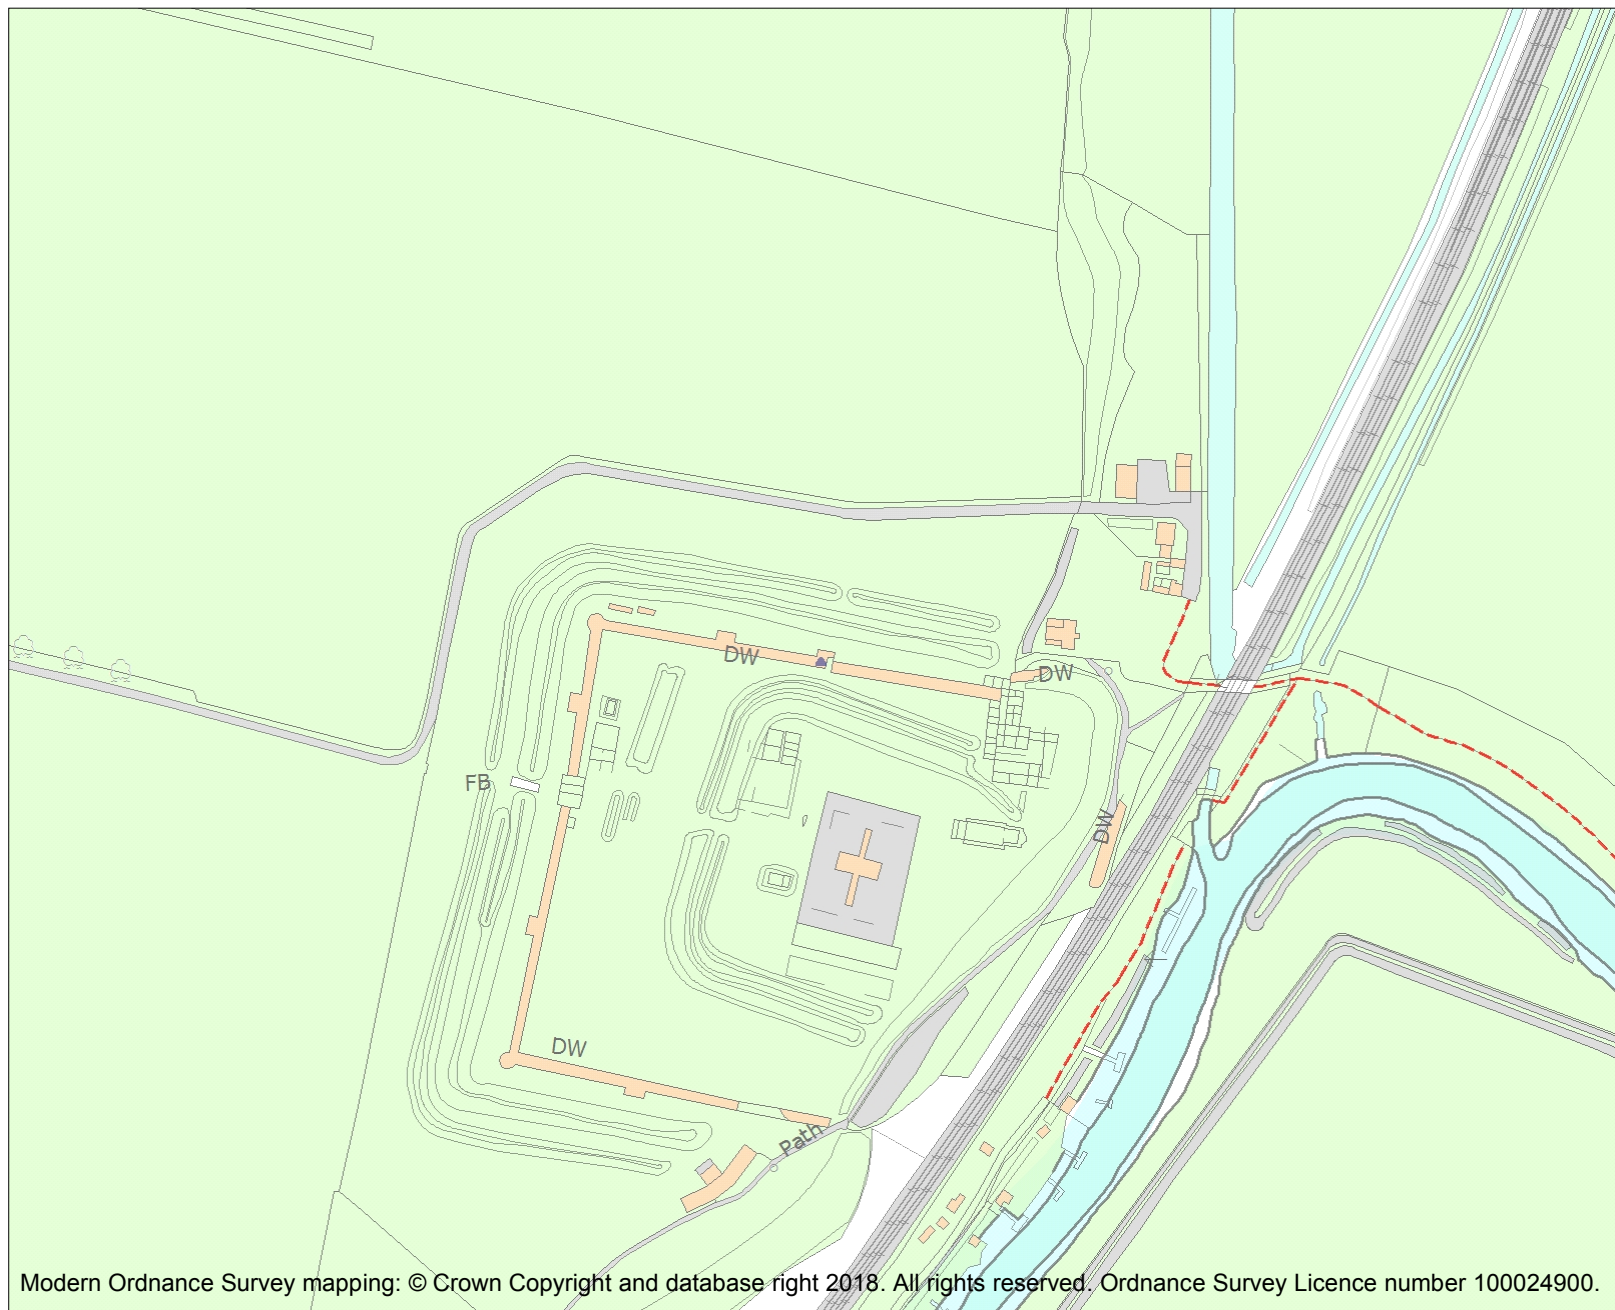 DW
DW
FB
DW
DW
Path
Modern Ordnance Survey mapping: © Crown Copyright and database right 2018. All rights reserved. Ordnance Survey Licence number 100024900.